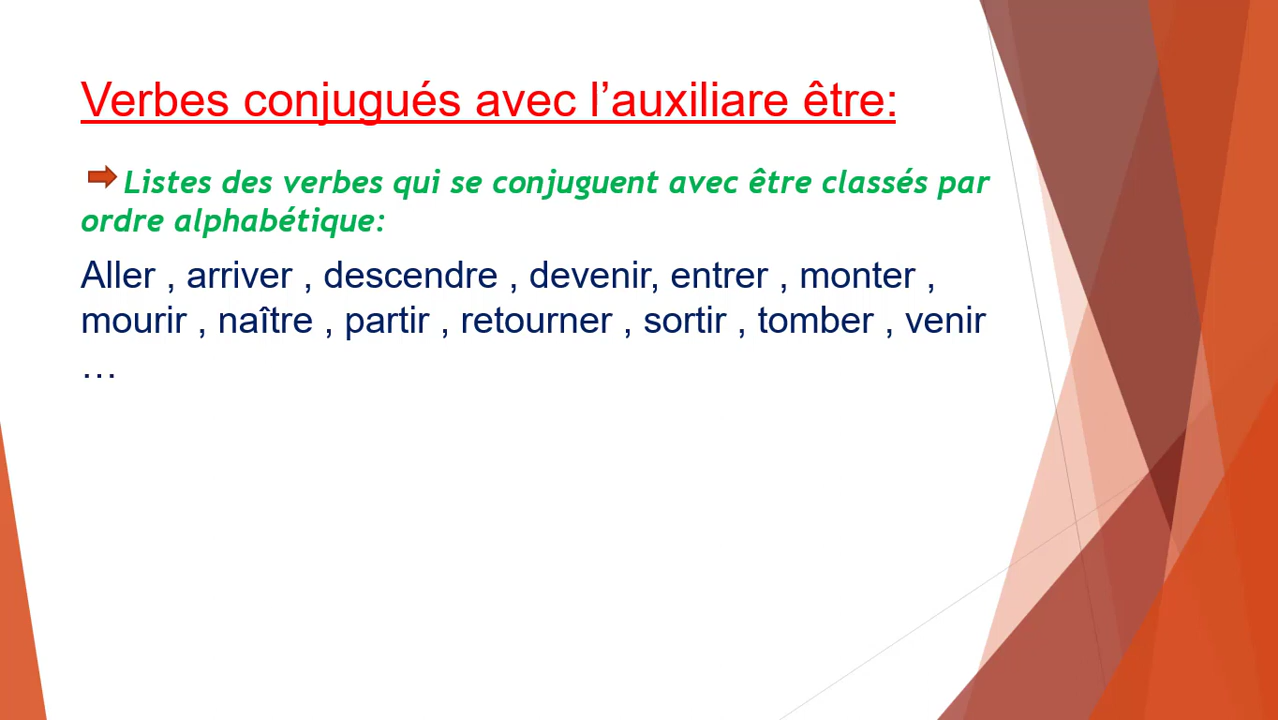 Verbes conjugués avec l’auxiliare être:
Listes des verbes qui se conjuguent avec être classés par
ordre alphabétique:
Aller , arriver , descendre , devenir, entrer , monter ,
mourir , naître , partir , retourner , sortir , tomber , venir
…